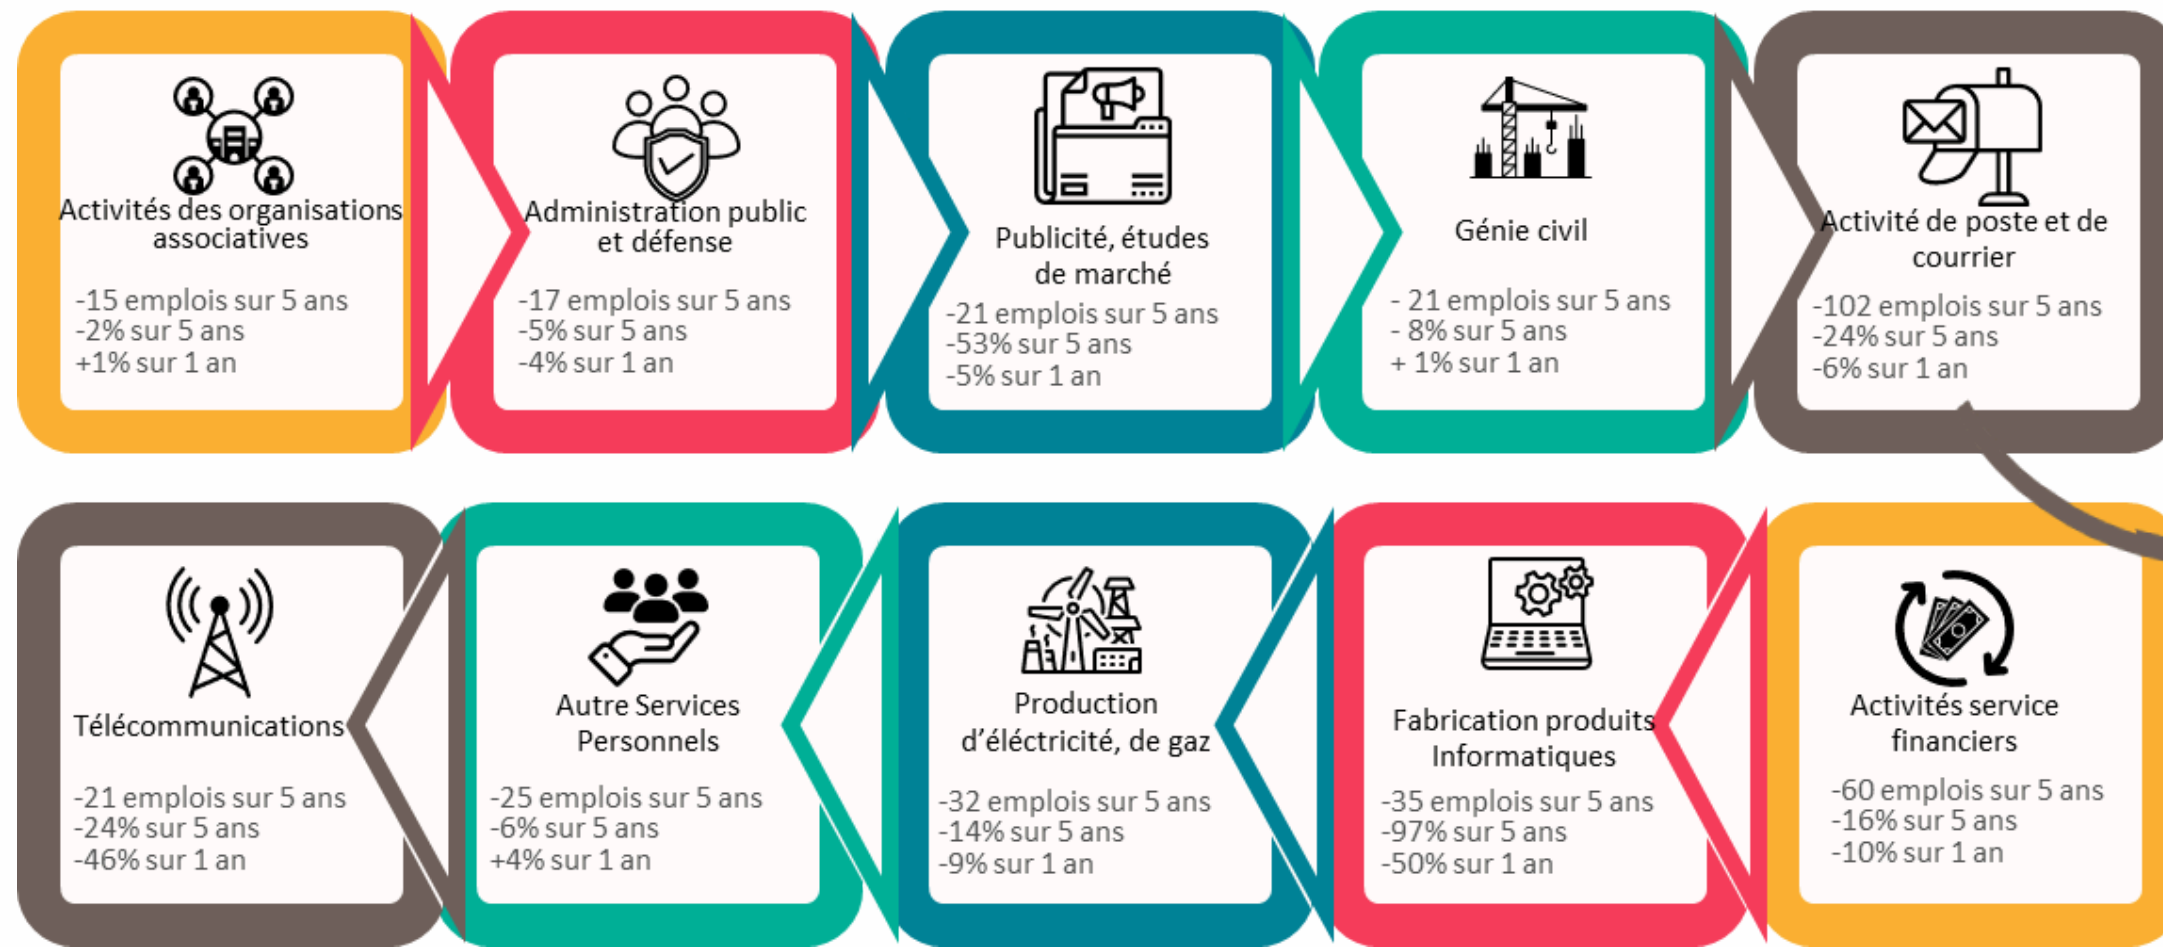 Activités des organisations
associatives
-15 emplois sur 5 ans
-2% sur 5 ans
+1% sur 1 an
Administration public
et défense
-17 emplois sur 5 ans
-5% sur 5 ans
-4% sur 1 an
Publicité, études
de marché
-21 emplois sur 5 ans
-53% sur 5 ans
-5% sur 1 an
Génie civil
- 21 emplois sur 5 ans
- 8% sur 5 ans
+ 1% sur 1 an
Activité de poste et de
courrier
-102 emplois sur 5 ans
-24% sur 5 ans
-6% sur 1 an
Télécommunications
-21 emplois sur 5 ans
-24% sur 5 ans
-46% sur 1 an
Autre Services
Personnels
-25 emplois sur 5 ans
-6% sur 5 ans
+4% sur 1 an
Production
d’éléctricité, de gaz
-32 emplois sur 5 ans
-14% sur 5 ans
-9% sur 1 an
Fabrication produits
Informatiques
-35 emplois sur 5 ans
-97% sur 5 ans
-50% sur 1 an
Activités service
financiers
-60 emplois sur 5 ans
-16% sur 5 ans
-10% sur 1 an